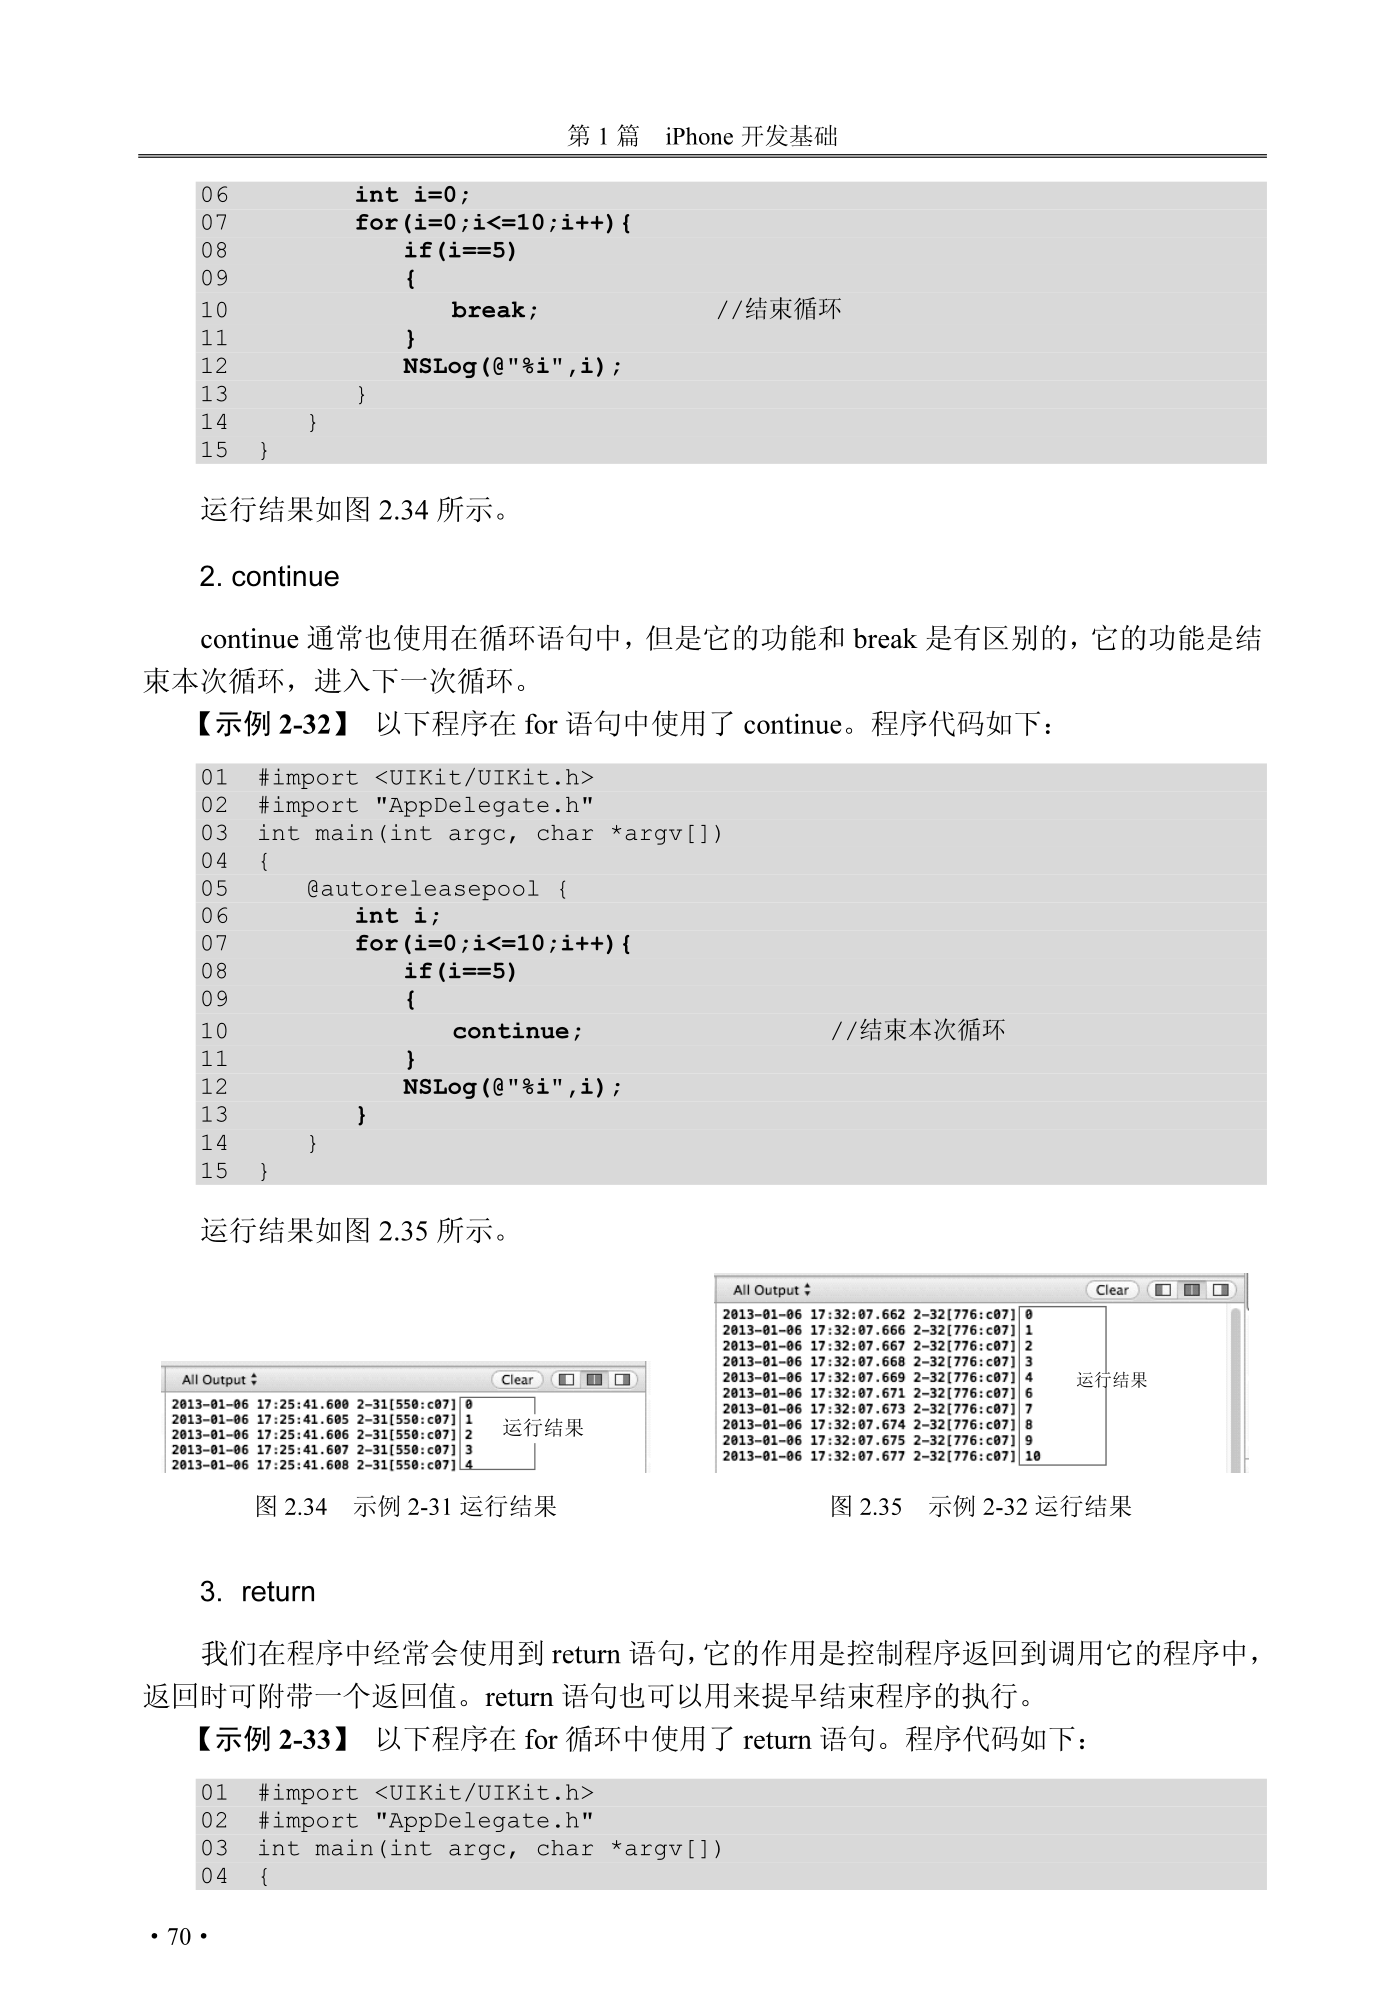 第 1 篇　iPhone 开发基础
06 int i=0;
07 for(i=0;i<=10;i++){
08 if(i==5)
09 {
10 break; //结束循环
11 }
12 NSLog(@"%i",i);
13 }
14 }
15 }
运行结果如图 2.34 所示。
2. continue
continue 通常也使用在循环语句中，但是它的功能和 break 是有区别的，它的功能是结
束本次循环，进入下一次循环。
【示例 2-32】 以下程序在 for 语句中使用了 continue。程序代码如下：
01 #import <UIKit/UIKit.h>
02 #import "AppDelegate.h"
03 int main(int argc, char *argv[])
04 {
05 @autoreleasepool {
06 int i;
07 for(i=0;i<=10;i++){
08 if(i==5)
09 {
10 continue; //结束本次循环
11 }
12 NSLog(@"%i",i);
13 }
14 }
15 }
运行结果如图 2.35 所示。
All Output Clear
2013-01-06 17:25:41.600 2-31[550:c07] 0
2013-01-06 17:25:41.605 2-31[550:c07] 1
2013-01-06 17:25:41.606 2-31[550:c07] 2
2013-01-06 17:25:41.607 2-31[550:c07] 3
2013-01-06 17:25:41.608 2-31[550:c07] 4
运行结果
图 2.34　示例 2-31 运行结果
All Output Clear
2013-01-06 17:32:07.662 2-32[776:c07] 0
2013-01-06 17:32:07.666 2-32[776:c07] 1
2013-01-06 17:32:07.667 2-32[776:c07] 2
2013-01-06 17:32:07.668 2-32[776:c07] 3
2013-01-06 17:32:07.669 2-32[776:c07] 4
2013-01-06 17:32:07.671 2-32[776:c07] 6
2013-01-06 17:32:07.673 2-32[776:c07] 7
2013-01-06 17:32:07.674 2-32[776:c07] 8
2013-01-06 17:32:07.675 2-32[776:c07] 9
2013-01-06 17:32:07.677 2-32[776:c07] 10
运行结果
图 2.35　示例 2-32 运行结果
3. return
我们在程序中经常会使用到 return 语句，它的作用是控制程序返回到调用它的程序中，
返回时可附带一个返回值。return 语句也可以用来提早结束程序的执行。
【示例 2-33】 以下程序在 for 循环中使用了 return 语句。程序代码如下：
01 #import <UIKit/UIKit.h>
02 #import "AppDelegate.h"
03 int main(int argc, char *argv[])
04 {
· 70 ·